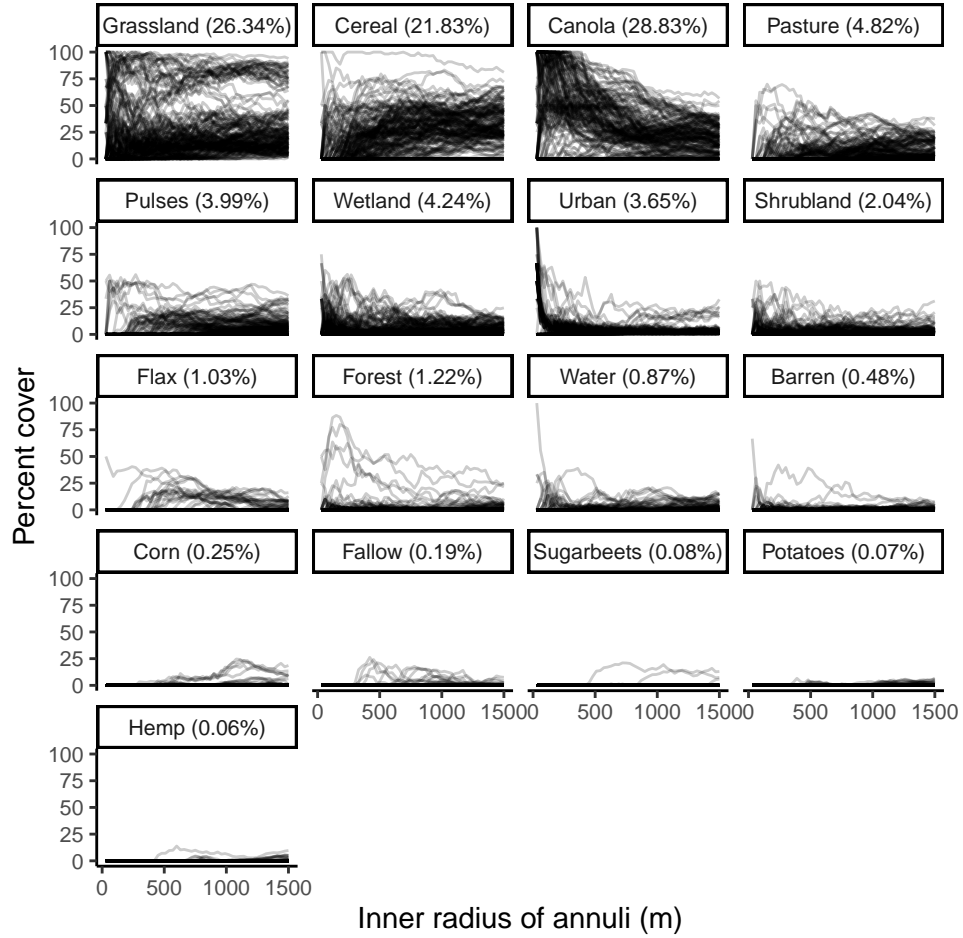 Grassland (26.34%) Cereal (21.83%) Canola (28.83%) Pasture (4.82%)
100
75
50
25
0
Pulses (3.99%) Wetland (4.24%) Urban (3.65%) Shrubland (2.04%)
100
75
50
25
0
Flax (1.03%) Forest (1.22%) Water (0.87%) Barren (0.48%)
100
75
50
25
0
Corn (0.25%) Fallow (0.19%) Sugarbeets (0.08%) Potatoes (0.07%)
100
75
50
25
0
0 500 1000 1500 0 500 1000 1500 0 500 1000 1500
Hemp (0.06%)
100
75
50
25
0
0 500 1000 1500
Percent cover
Inner radius of annuli (m)